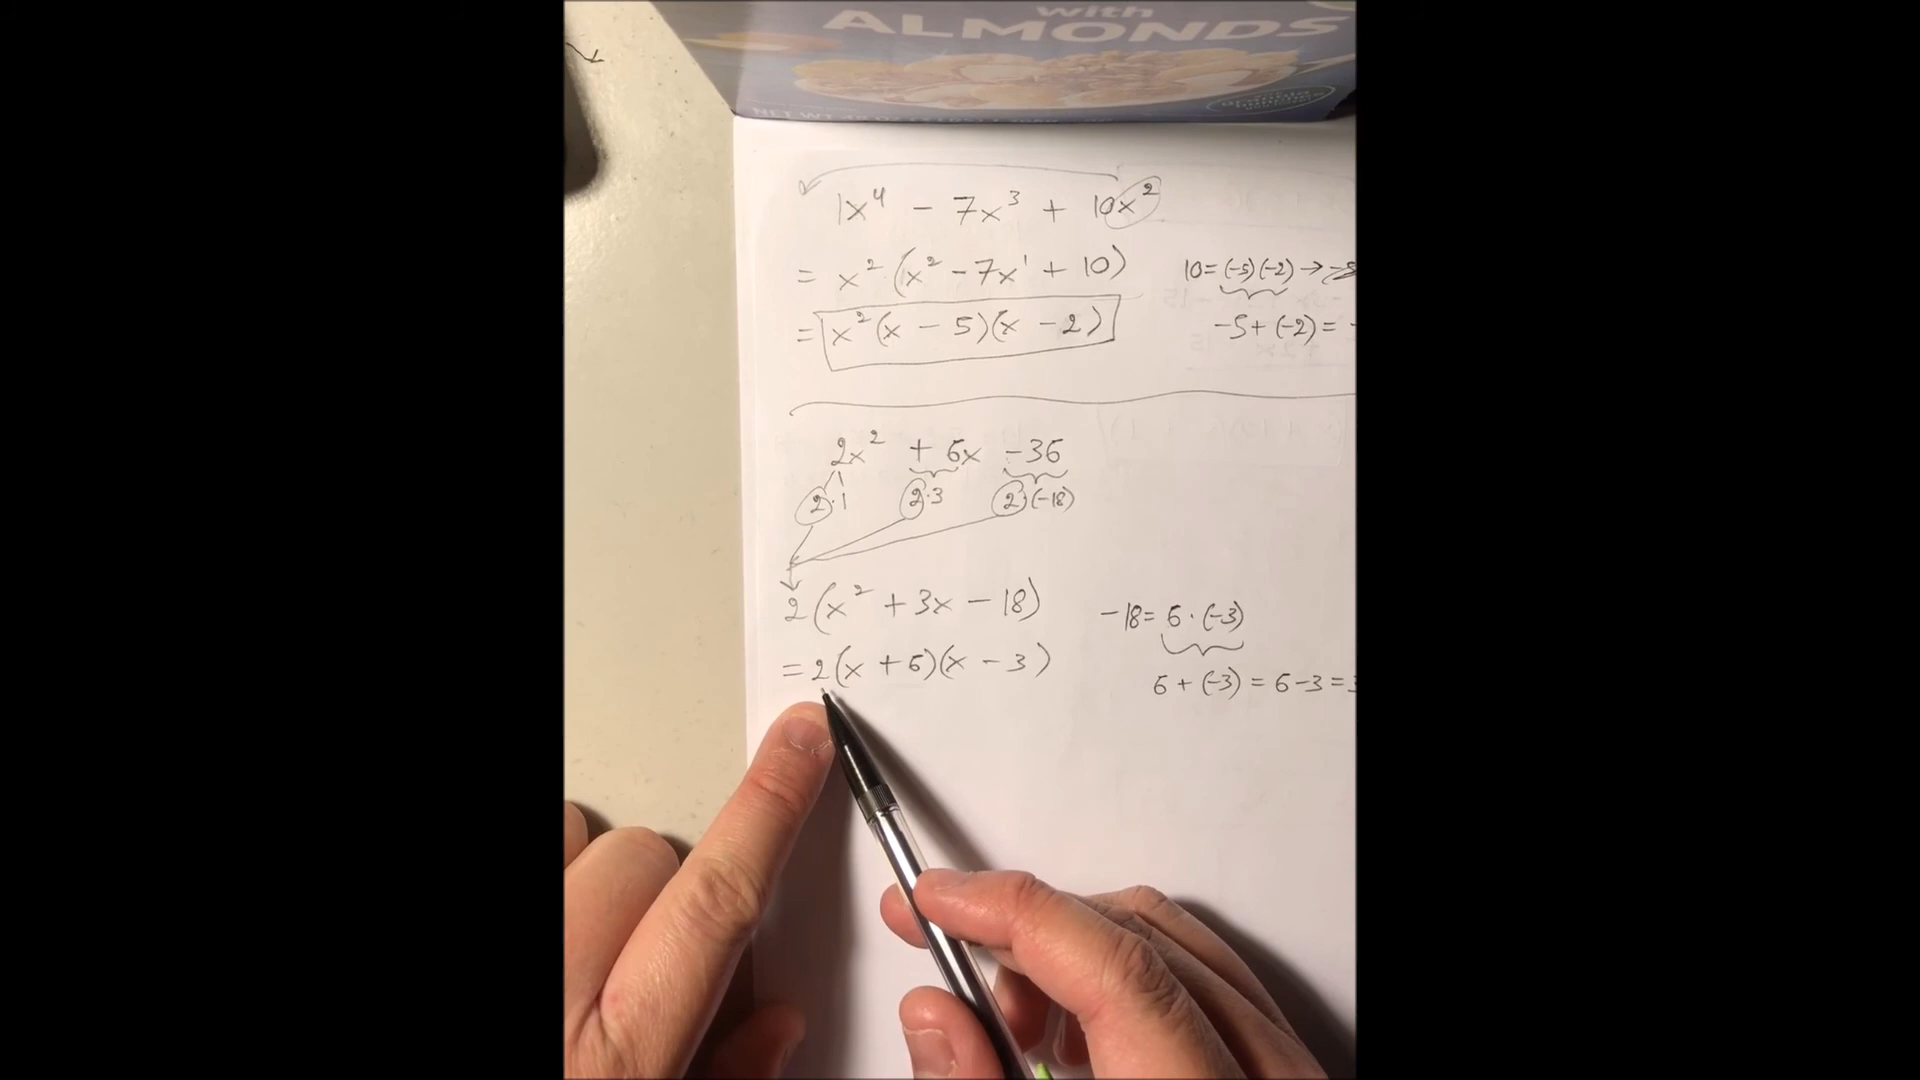 with
ALMONDS
1x⁴ - 7x³ + 10x²
= x² (x² - 7x¹ + 10)
10 = (-5)(-2) →
= x² (x - 5)(x - 2)
-5 + (-2) = -
2x² + 6x - 36
2·1 2·3 2·(-18)
2(x² + 3x - 18)
-18 = 6·(-3)
= 2(x + 6)(x - 3)
6 + (-3) = 6 - 3 = 3